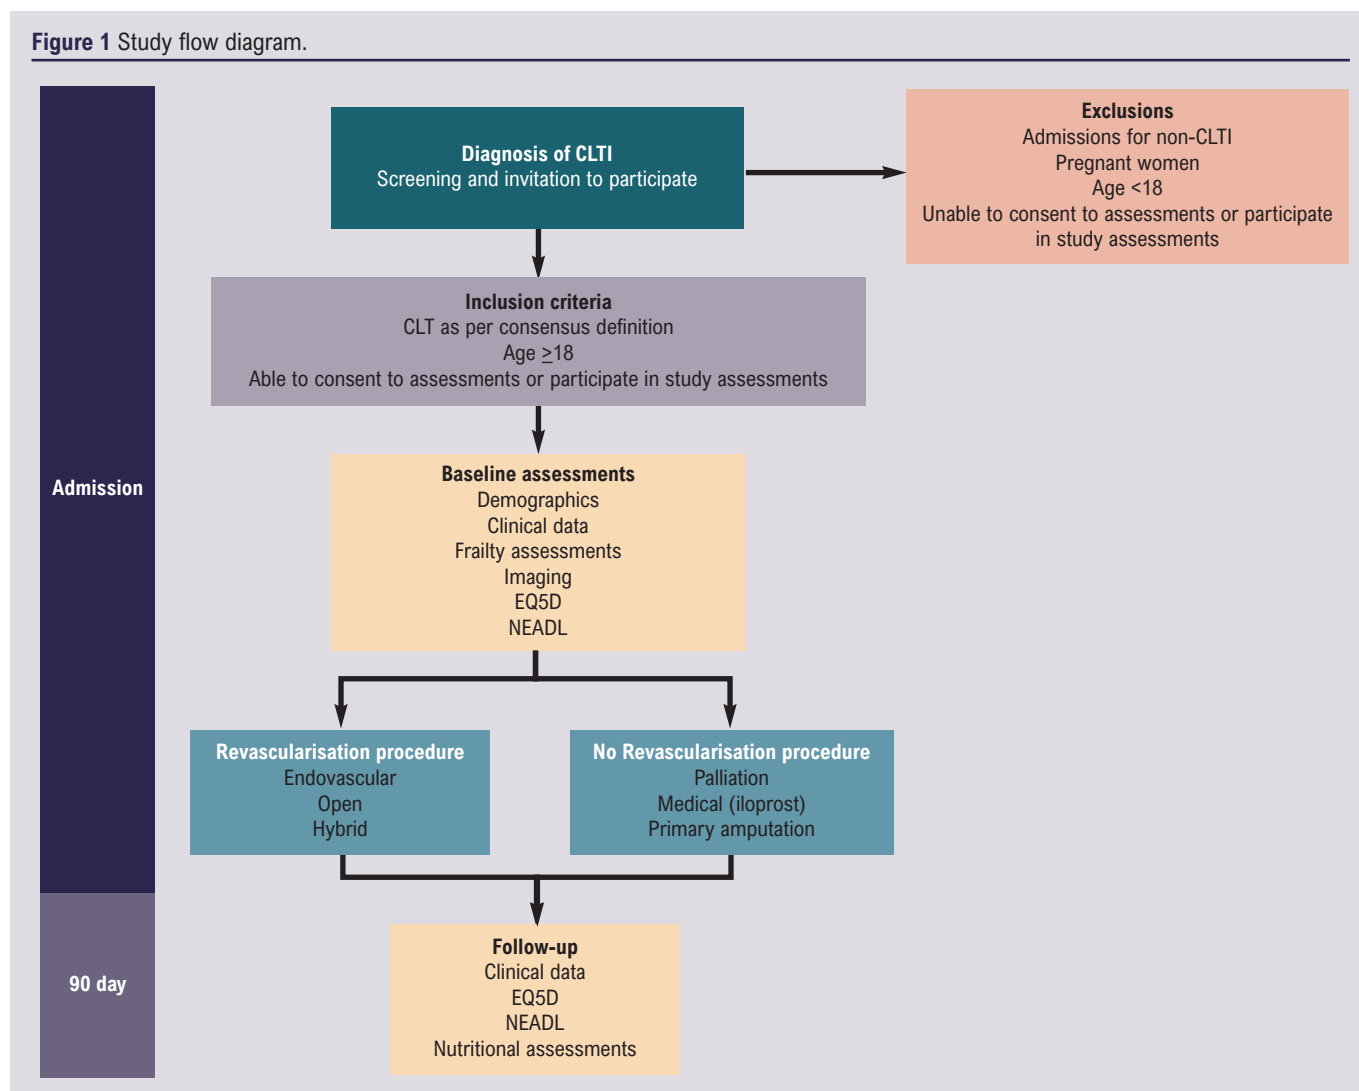 Figure 1 Study flow diagram.
Diagnosis of CLTI
Screening and invitation to participate
Exclusions
Admissions for non-CLTI
Pregnant women
Age <18
Unable to consent to assessments or participate
in study assessments
Inclusion criteria
CLT as per consensus definition
Age ≥18
Able to consent to assessments or participate in study assessments
Admission
Baseline assessments
Demographics
Clinical data
Frailty assessments
Imaging
EQ5D
NEADL
Revascularisation procedure
Endovascular
Open
Hybrid
No Revascularisation procedure
Palliation
Medical (iloprost)
Primary amputation
90 day
Follow-up
Clinical data
EQ5D
NEADL
Nutritional assessments